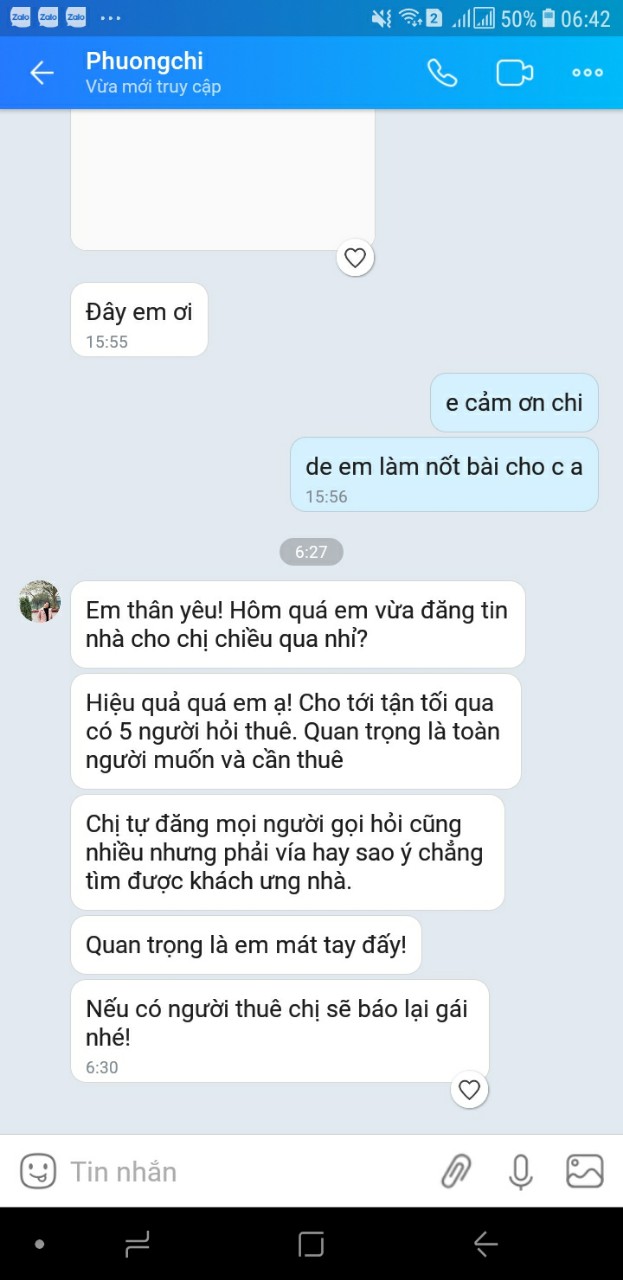 Zalo Zalo Zalo ... 2 50% 06:42
Phuongchi
Vừa mới truy cập
Đây em ơi
15:55
e cảm ơn chi
de em làm nốt bài cho c a
15:56
6:27
Em thân yêu! Hôm quá em vừa đăng tin
nhà cho chị chiều qua nhỉ?
Hiệu quả quá em ạ! Cho tới tận tối qua
có 5 người hỏi thuê. Quan trọng là toàn
người muốn và cần thuê
Chị tự đăng mọi người gọi hỏi cũng
nhiều nhưng phải vía hay sao ý chẳng
tìm được khách ưng nhà.
Quan trọng là em mát tay đấy!
Nếu có người thuê chị sẽ báo lại gái
nhé!
6:30
Tin nhắn